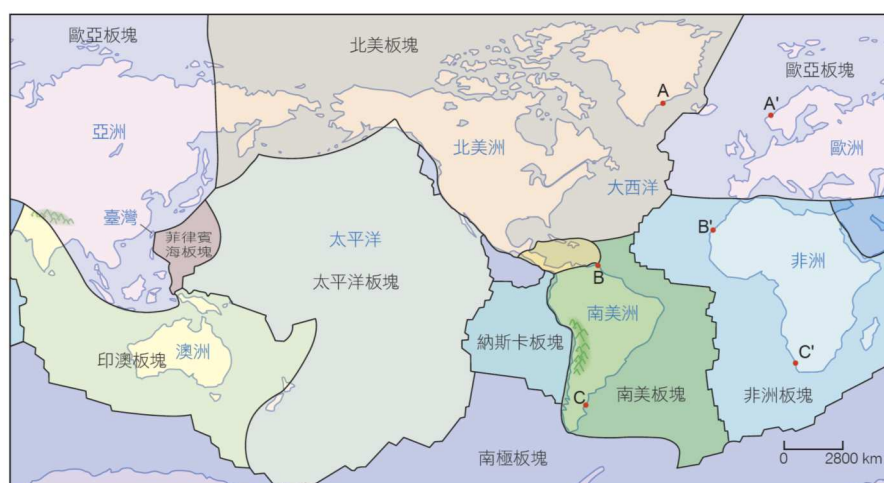 歐亞板塊
北美板塊
歐亞板塊
A
A'
亞洲
北美洲
歐洲
大西洋
臺灣
菲律賓
海板塊
太平洋
B'
非洲
太平洋板塊
B
南美洲
印澳板塊
澳洲
納斯卡板塊
C'
C
南美板塊
非洲板塊
南極板塊
0 2800 km